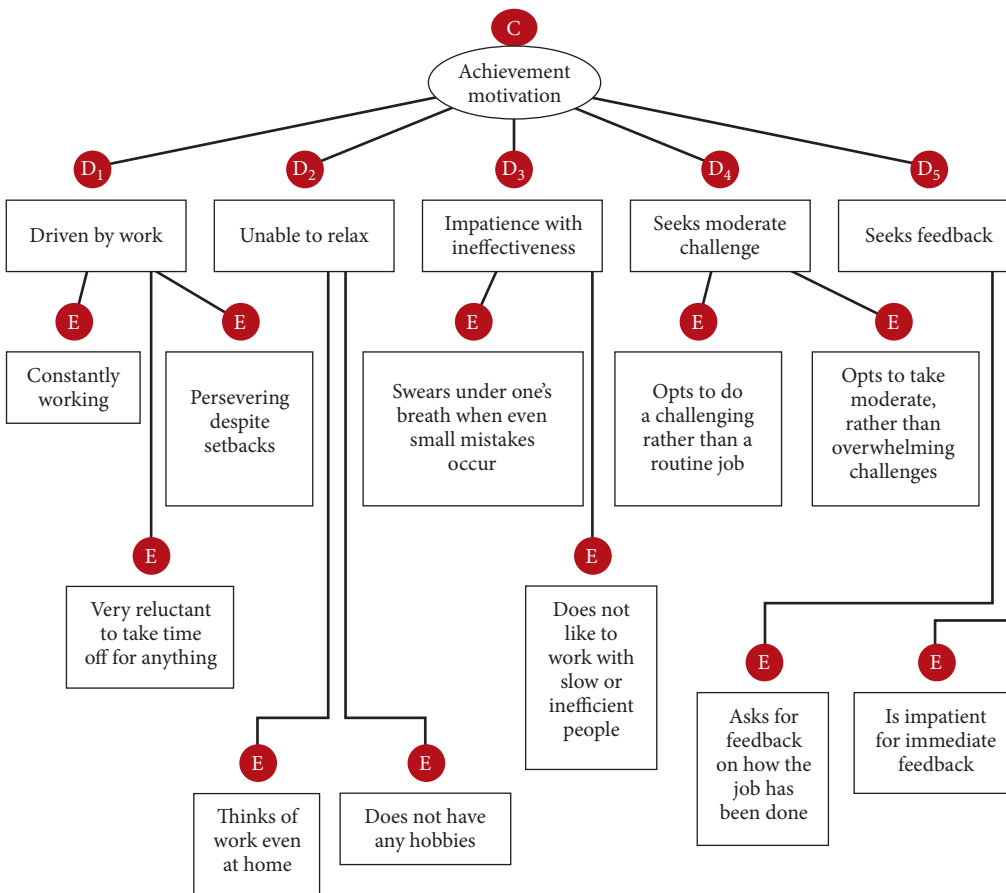 C
Achievement
motivation
D1
D2
D3
D4
D5
Driven by work
Unable to relax
Impatience with
ineffectiveness
Seeks moderate
challenge
Seeks feedback
E
E
E
E
E
Constantly
working
Persevering
despite
setbacks
Swears under one's
breath when even
small mistakes
occur
Opts to do
a challenging
rather than a
routine job
Opts to take
moderate,
rather than
overwhelming
challenges
E
E
Very reluctant
to take time
off for anything
Does not
like to
work with
slow or
inefficient
people
E
E
Asks for
feedback
on how the
job has
been done
Is impatient
for immediate
feedback
E
E
Thinks of
work even
at home
Does not have
any hobbies